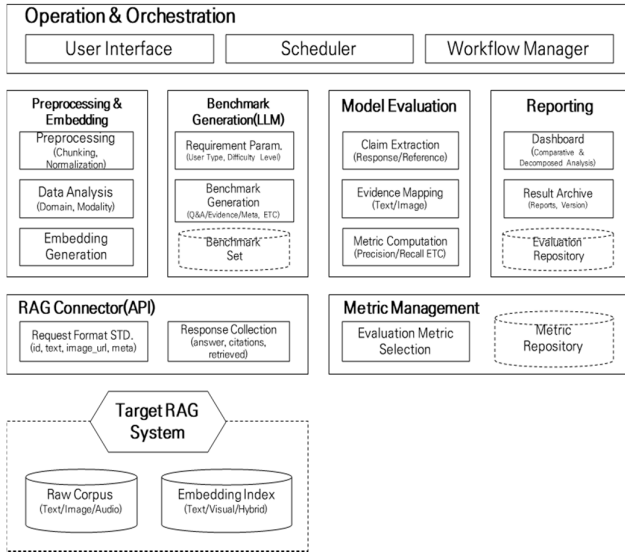 Operation & Orchestration
User Interface
Scheduler
Workflow Manager
Preprocessing &
Embedding
Preprocessing
(Chunking,
Normalization)
Data Analysis
(Domain, Modality)
Embedding
Generation
Benchmark
Generation(LLM)
Requirement Param.
(User Type, Difficulty Level)
Benchmark
Generation
(Q&A/Evidence/Meta, ETC)
Benchmark
Set
Model Evaluation
Claim Extraction
(Response/Reference)
Evidence Mapping
(Text/Image)
Metric Computation
(Precision/Recall ETC)
Reporting
Dashboard
(Comparative &
Decomposed Analysis)
Result Archive
(Reports, Version)
Evaluation
Repository
RAG Connector(API)
Request Format STD.
(id, text, image_url, meta)
Response Collection
(answer, citations,
retrieved)
Metric Management
Evaluation Metric
Selection
Metric
Repository
Target RAG
System
Raw Corpus
(Text/Image/Audio)
Embedding Index
(Text/Visual/Hybrid)